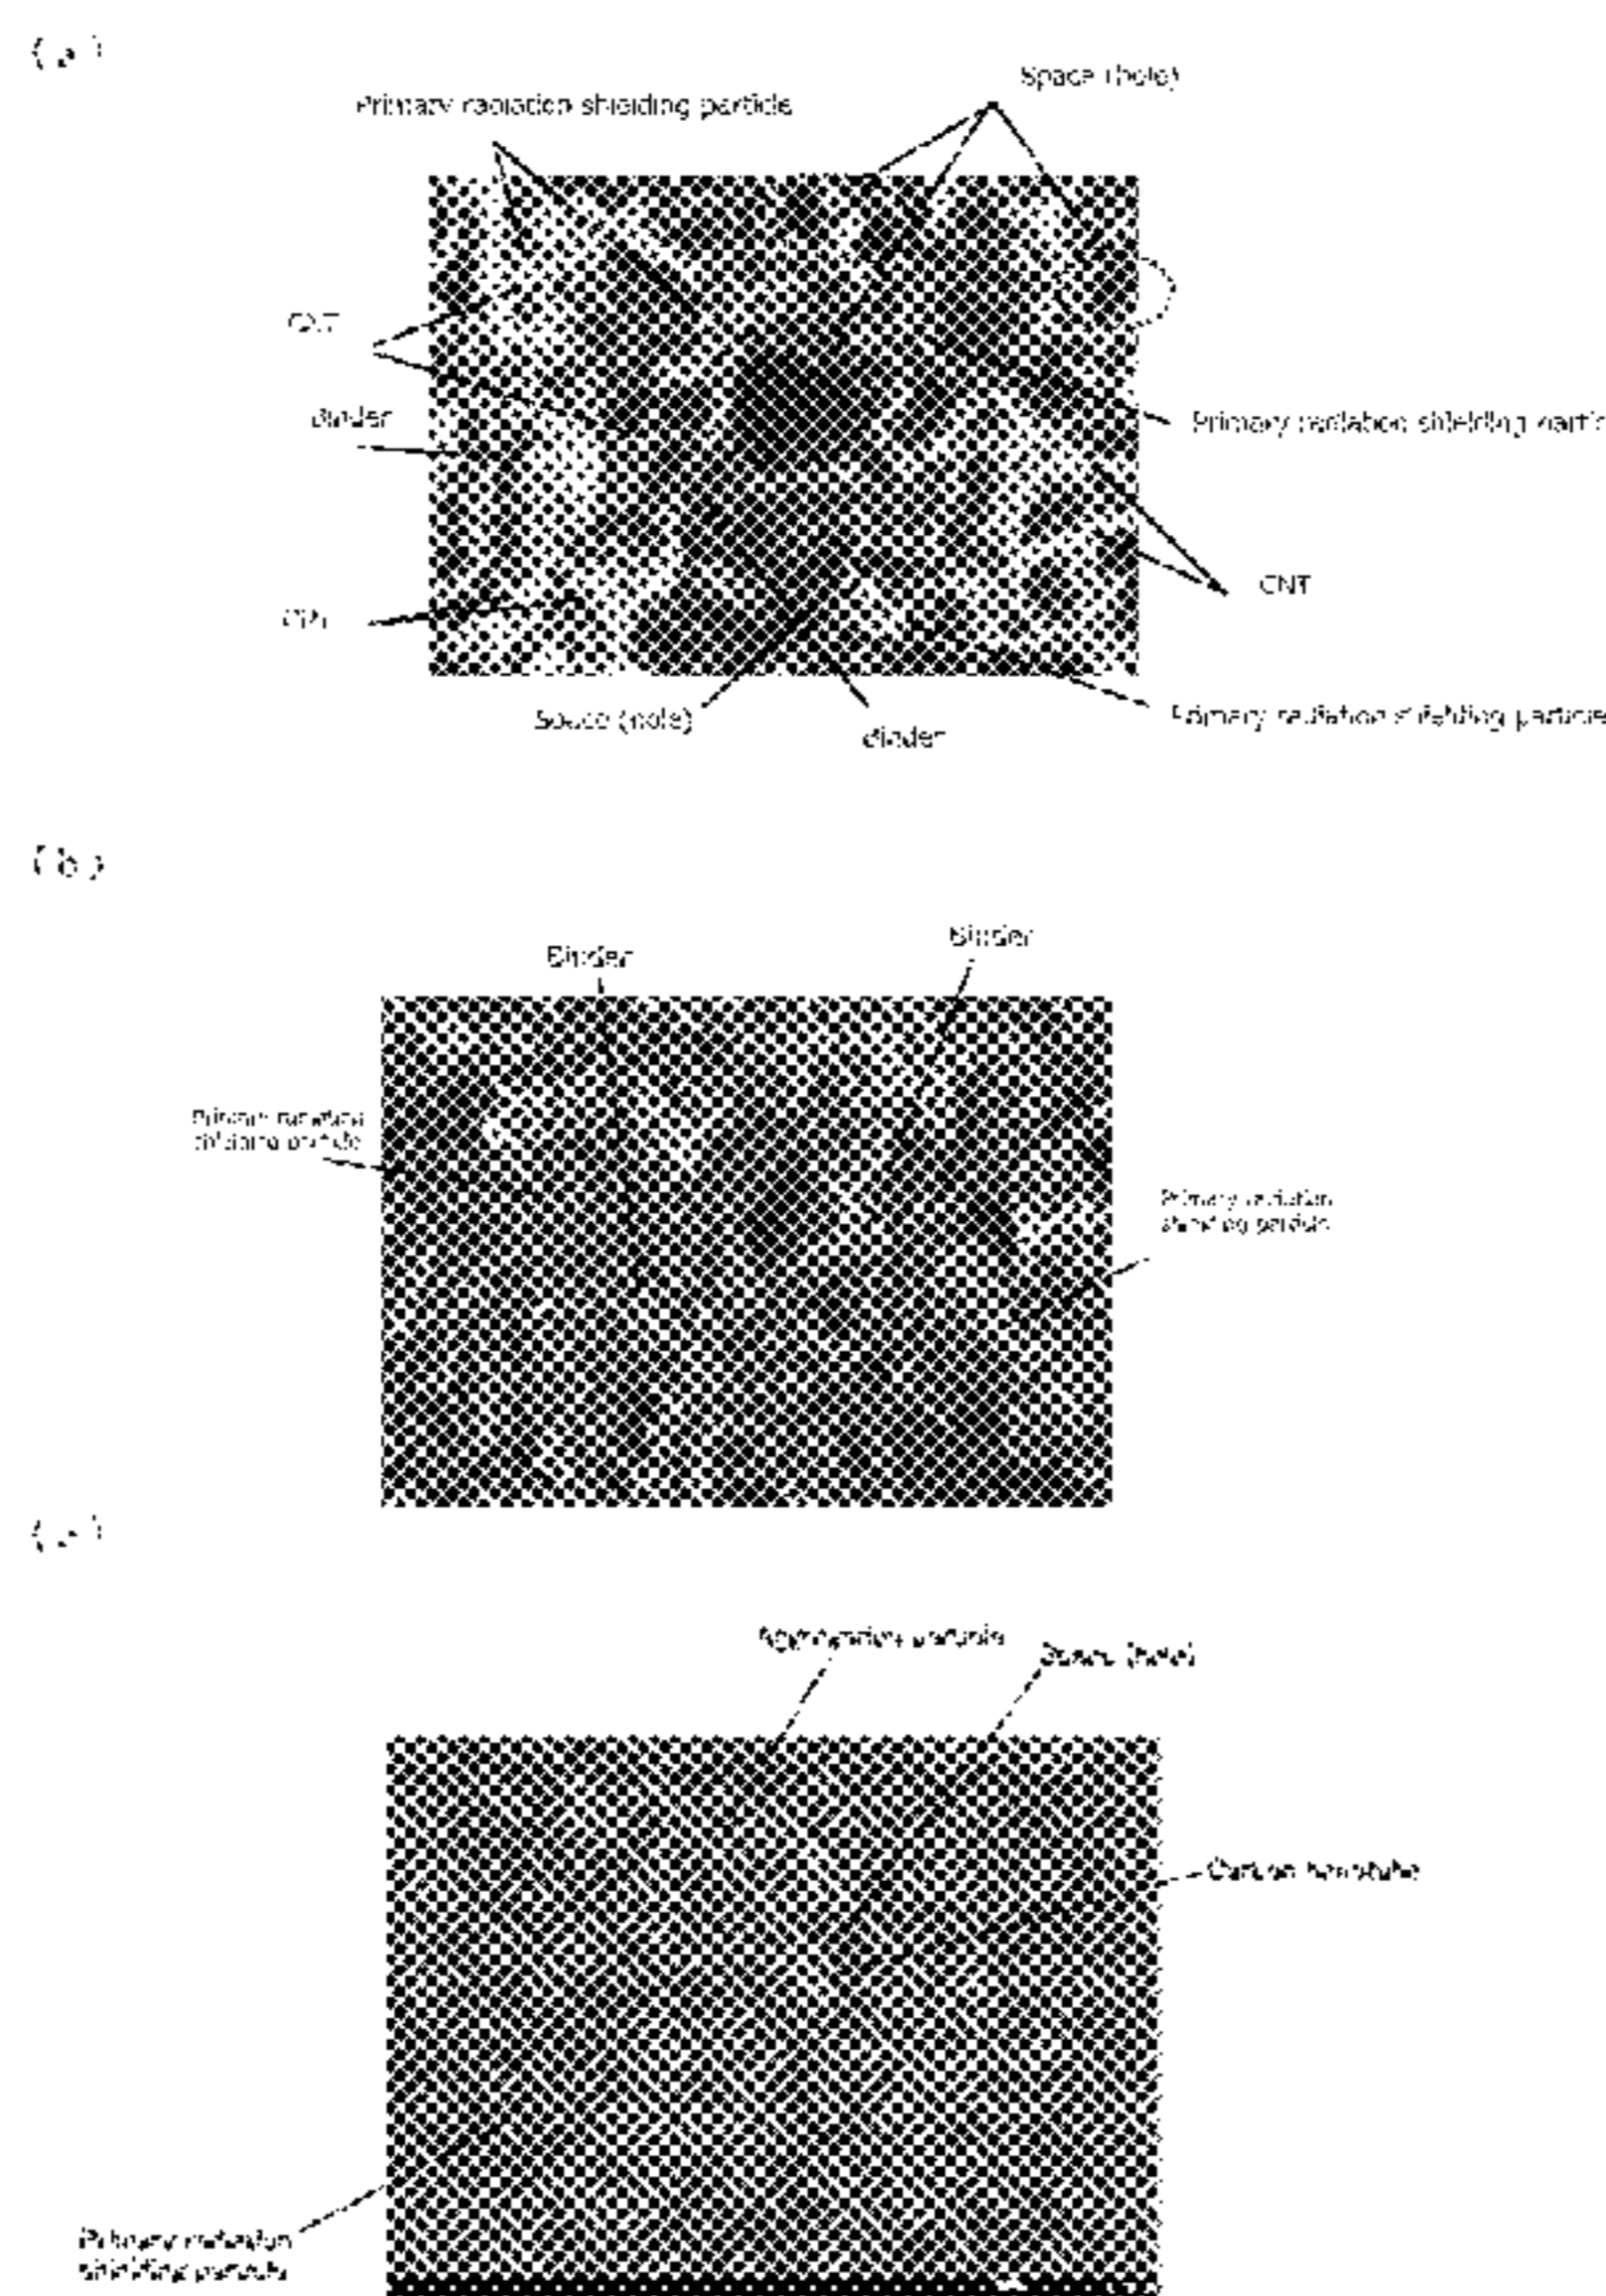 (a)
Space (hole)
Primary radiation shielding particle
CNT
Binder
Primary radiation shielding partic
CNT
Space (hole)
Binder
Primary radiation shielding particle
(b)
Binder
Binder
Primary radiation
shielding particle
Primary radiation
shielding particle
particle
Space (hole)
Carbon nanotube
Primary radiation
shielding particle